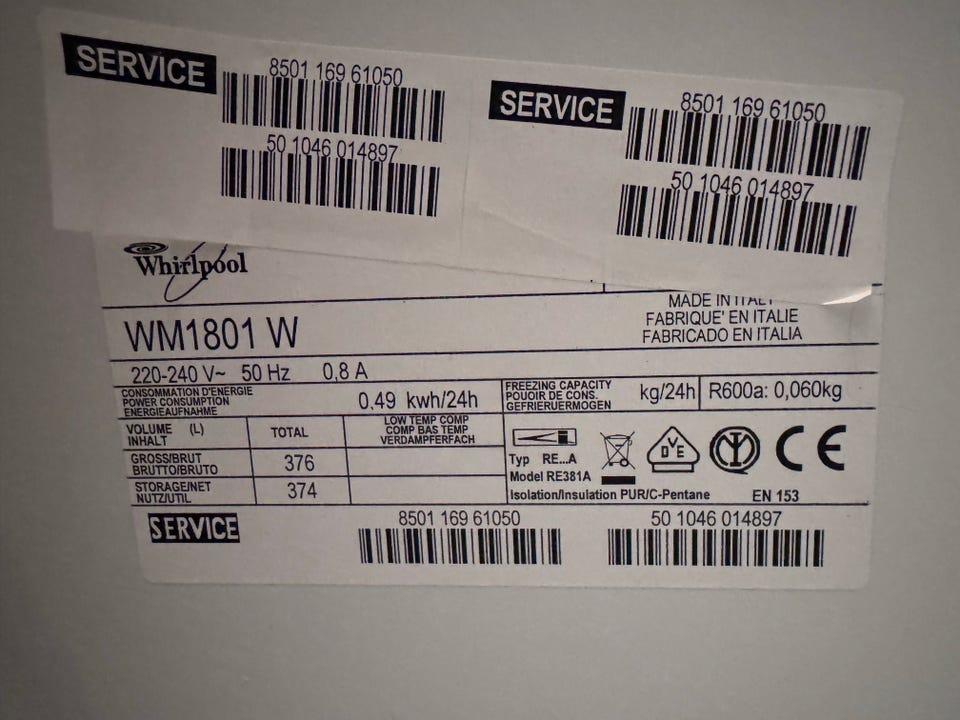 SERVICE
8501 169 61050
50 1046 014897
SERVICE
8501 169 61050
50 1046 014897
Whirlpool
MADE IN ITALY
FABRIQUE' EN ITALIE
FABRICADO EN ITALIA
WM1801 W
220-240 V~ 50 Hz 0,8 A
CONSOMMATION D'ENERGIE
POWER CONSUMPTION
ENERGIEAUFNAHME
0,49 kwh/24h
FREEZING CAPACITY
POUOIR DE CONS.
GEFRIERUERMOGEN
kg/24h
R600a: 0,060kg
VOLUME (L)
INHALT
TOTAL
LOW TEMP COMP
COMP BAS TEMP
VERDAMPFERFACH
GROSS/BRUT
BRUTTO/BRUTO
376
STORAGE/NET
NUTZ/UTIL
374
Typ RE...A
Model RE381A
DVE
CE
Isolation/Insulation PUR/C-Pentane
EN 153
SERVICE
8501 169 61050
50 1046 014897